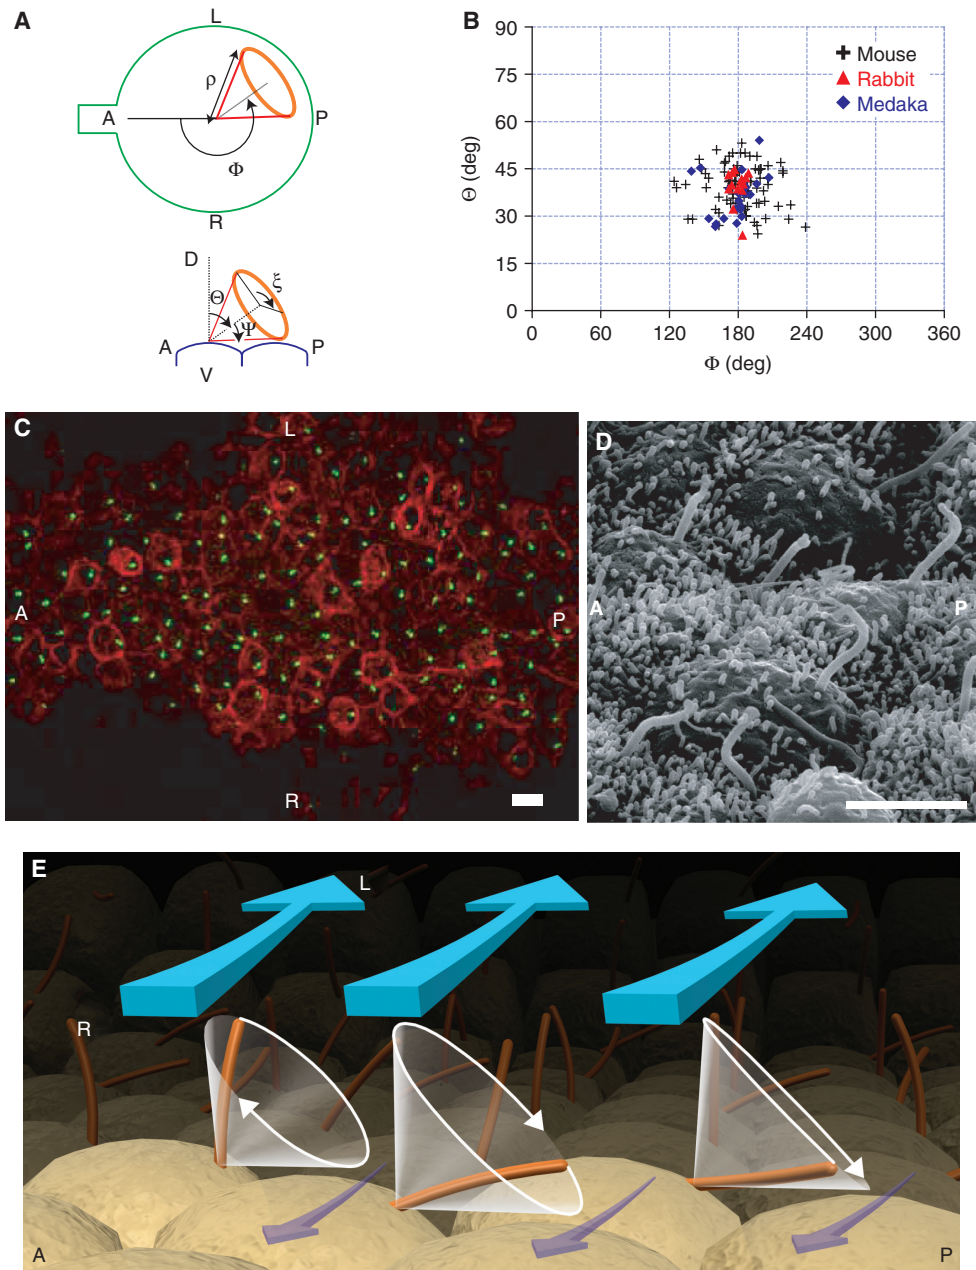 A
L
ρ
A
P
Φ
R
D
Θ
ξ
Ψ
A
P
V
B
90
75
60
45
30
15
0
Θ (deg)
Mouse
Rabbit
Medaka
0 60 120 180 240 300 360
Φ (deg)
C
L
A
P
R
D
A
P
E
L
R
A
P